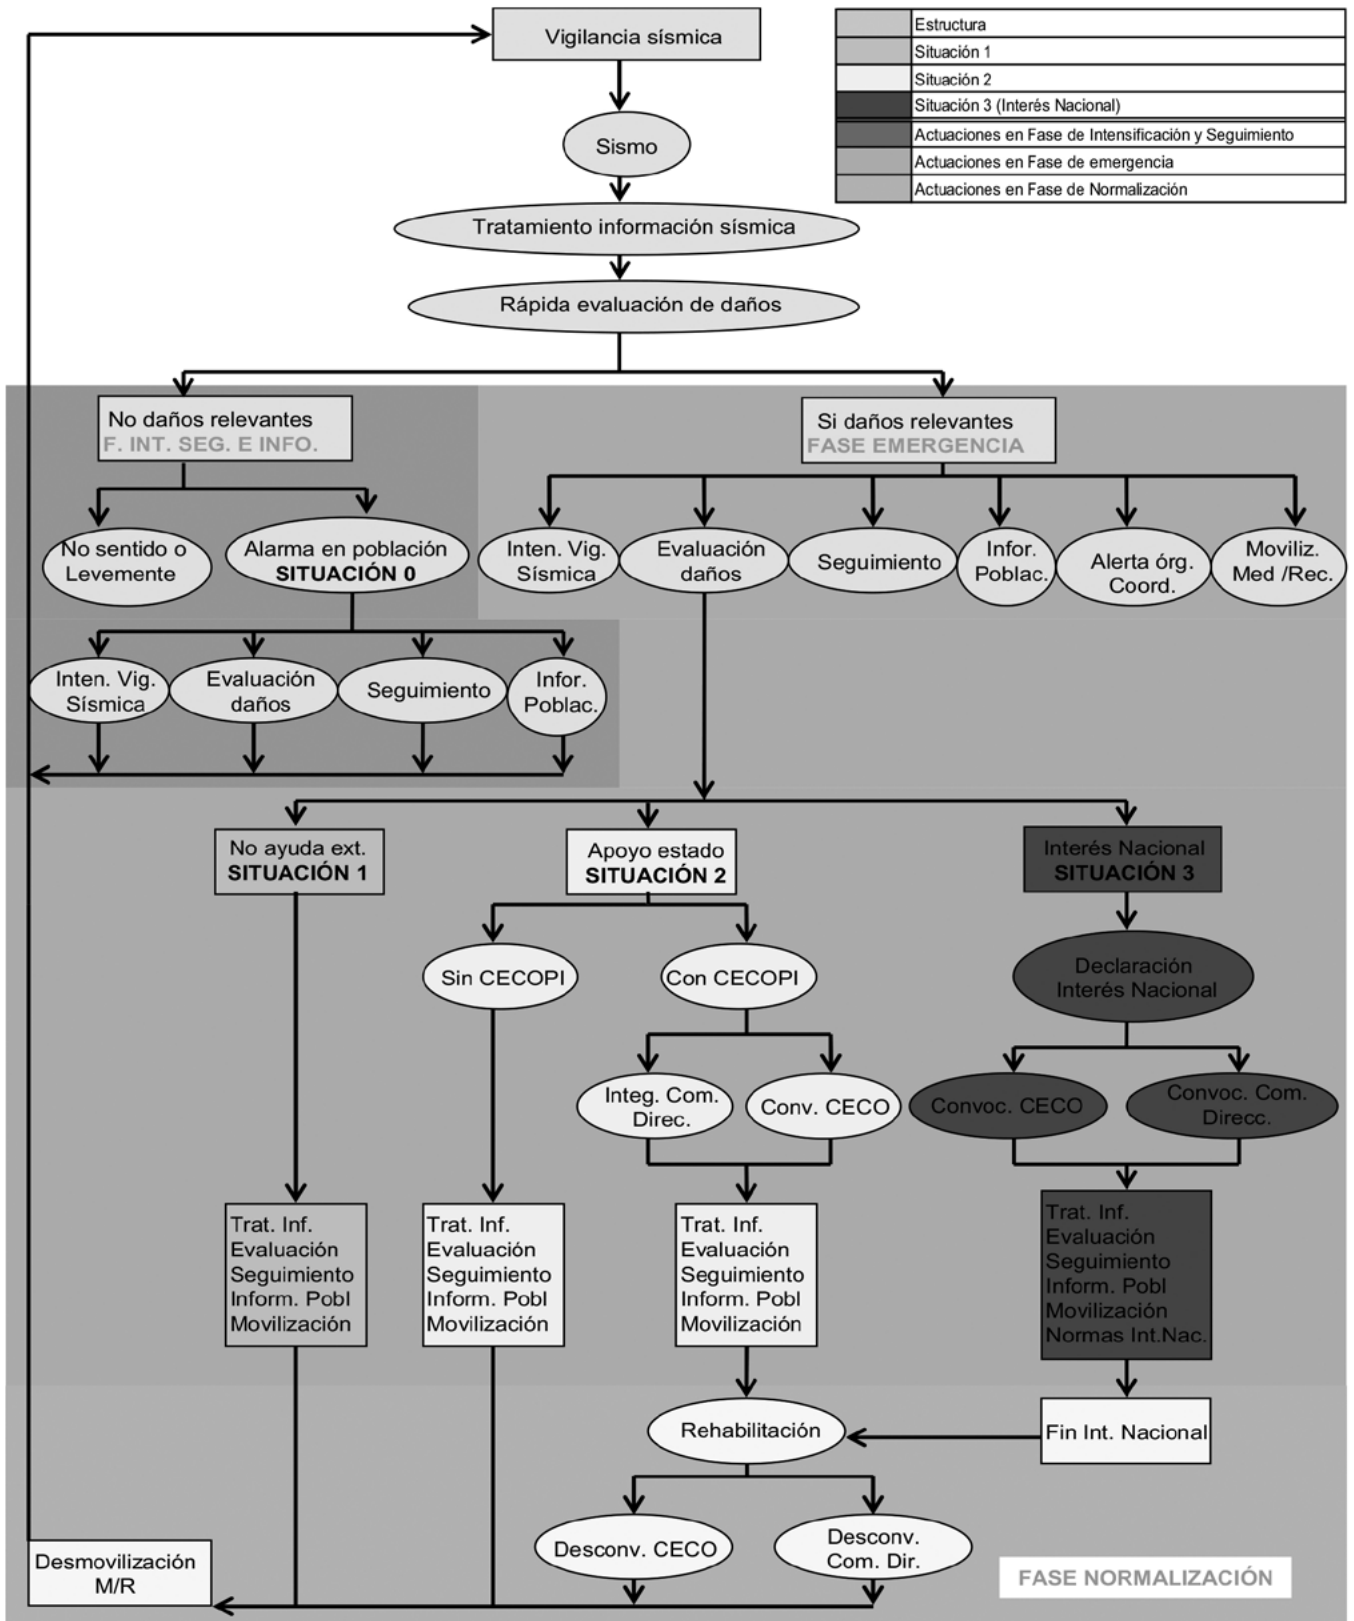 Vigilancia sísmica
Estructura
Situación 1
Situación 2
Situación 3 (Interés Nacional)
Actuaciones en Fase de Intensificación y Seguimiento
Actuaciones en Fase de emergencia
Actuaciones en Fase de Normalización
Sismo
Tratamiento información sísmica
Rápida evaluación de daños
No daños relevantes
F. INT. SEG. E INFO.
Si daños relevantes
FASE EMERGENCIA
No sentido o
Levemente
Alarma en población
SITUACIÓN 0
Inten. Vig.
Sísmica
Evaluación
daños
Seguimiento
Infor.
Poblac.
Alerta órg.
Coord.
Moviliz.
Med /Rec.
Inten. Vig.
Sísmica
Evaluación
daños
Seguimiento
Infor.
Poblac.
No ayuda ext.
SITUACIÓN 1
Apoyo estado
SITUACIÓN 2
Interés Nacional
SITUACIÓN 3
Sin CECOPI
Con CECOPI
Declaración
Interés Nacional
Integ. Com.
Direc.
Conv. CECO
Convoc. CECO
Convoc. Com.
Direcc.
Trat. Inf.
Evaluación
Seguimiento
Inform. Pobl
Movilización
Trat. Inf.
Evaluación
Seguimiento
Inform. Pobl
Movilización
Trat. Inf.
Evaluación
Seguimiento
Inform. Pobl
Movilización
Trat. Inf.
Evaluación
Seguimiento
Inform. Pobl
Movilización
Normas Int.Nac.
Rehabilitación
Fin Int. Nacional
Desconv. CECO
Desconv.
Com. Dir.
Desmovilización
M/R
FASE NORMALIZACIÓN